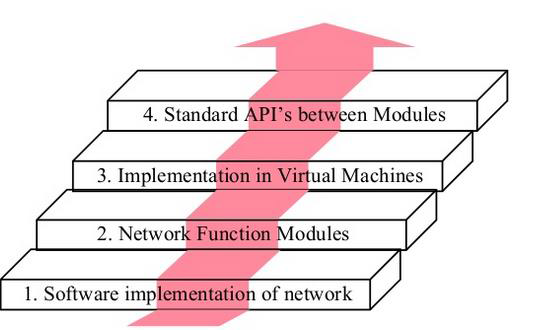 4. Standard API's between Modules
3. Implementation in Virtual Machines
2. Network Function Modules
1. Software implementation of network